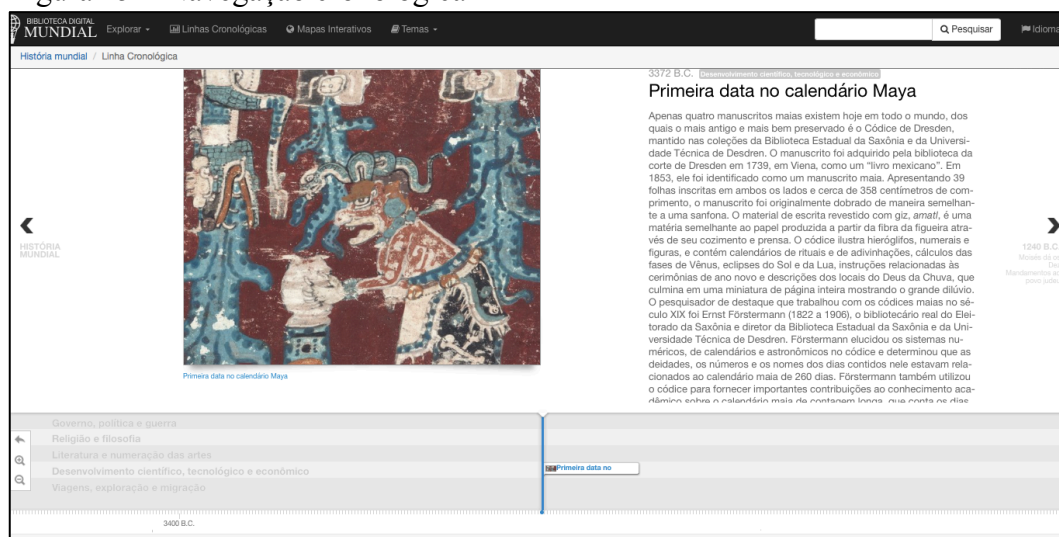 BIBLIOTECA DIGITAL
MUNDIAL
Explorar
Linhas Cronológicas
Mapas Interativos
Temas
Pesquisar
Idioma
História mundial / Linha Cronológica
3372 B.C. Desenvolvimento científico, tecnológico e econômico
Primeira data no calendário Maya
Apenas quatro manuscritos maias existem hoje em todo o mundo, dos
quais o mais antigo e mais bem preservado é o Códice de Dresden,
mantido nas coleções da Biblioteca Estadual da Saxônia e da Universi-
dade Técnica de Desdren. O manuscrito foi adquirido pela biblioteca da
corte de Dresden em 1739, em Viena, como um “livro mexicano”. Em
1853, ele foi identificado como um manuscrito maia. Apresentando 39
folhas inscritas em ambos os lados e cerca de 358 centímetros de com-
primento, o manuscrito foi originalmente dobrado de maneira semelhan-
te a uma sanfona. O material de escrita revestido com giz, amatl, é uma
matéria semelhante ao papel produzida a partir da fibra da figueira atra-
vés de seu cozimento e prensa. O códice ilustra hieróglifos, numerais e
figuras, e contém calendários de rituais e de adivinhações, cálculos das
fases de Vênus, eclipses do Sol e da Lua, instruções relacionadas às
cerimônias de ano novo e descrições dos locais do Deus da Chuva, que
culmina em uma miniatura de página inteira mostrando o grande dilúvio.
O pesquisador de destaque que trabalhou com os códices maias no sé-
culo XIX foi Ernst Förstermann (1822 a 1906), o bibliotecário real do Elei-
torado da Saxônia e diretor da Biblioteca Estadual da Saxônia e da Uni-
versidade Técnica de Desdren. Förstermann elucidou os sistemas nu-
méricos, de calendários e astronômicos no códice e determinou que as
deidades, os números e os nomes dos dias contidos nele estavam rela-
cionados ao calendário maia de 260 dias. Förstermann também utilizou
o códice para fornecer importantes contribuições ao conhecimento aca-
dêmico sobre o calendário maia de contagem longa, que conta os dias
HISTÓRIA
MUNDIAL
1240 B.C.
Mandamentos ao
povo judeu
Primeira data no calendário Maya
Governo, política e guerra
Religião e filosofia
Literatura e numeração das artes
Desenvolvimento científico, tecnológico e econômico
Viagens, exploração e migração
Primeira data no
3400 B.C.